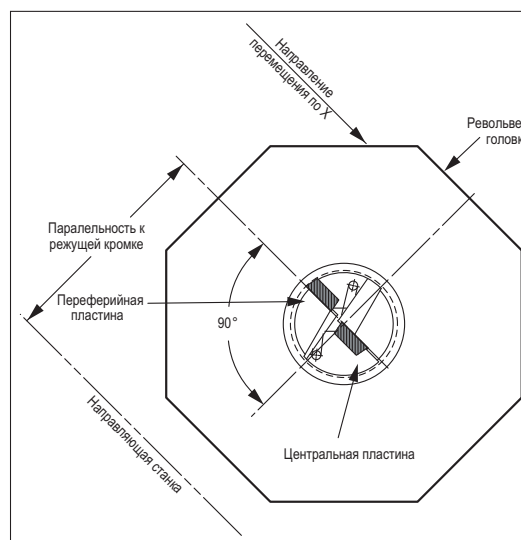 Направление
перемещения по X
Револьве
головк
Паралельность к
режущей кромке
Переферийная
пластина
90°
Центральная пластина
Направляющая станка